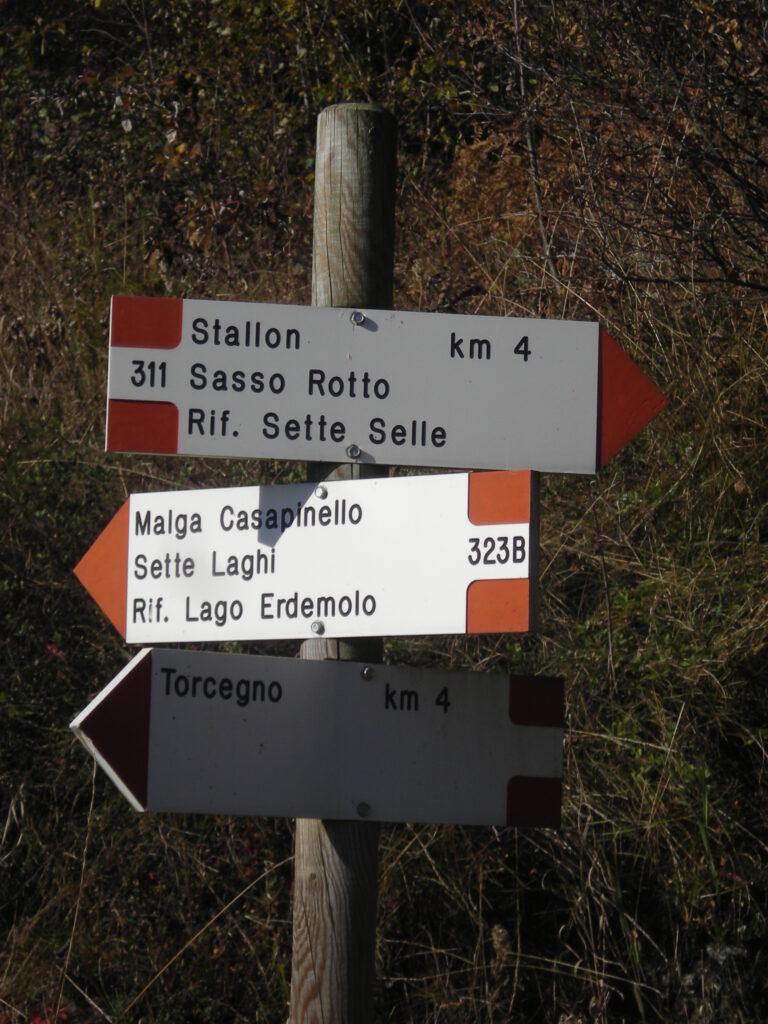 Stallon km 4
311 Sasso Rotto
Rif. Sette Selle
Malga Casapinello
Sette Laghi 323B
Rif. Lago Erdemolo
Torcegno km 4